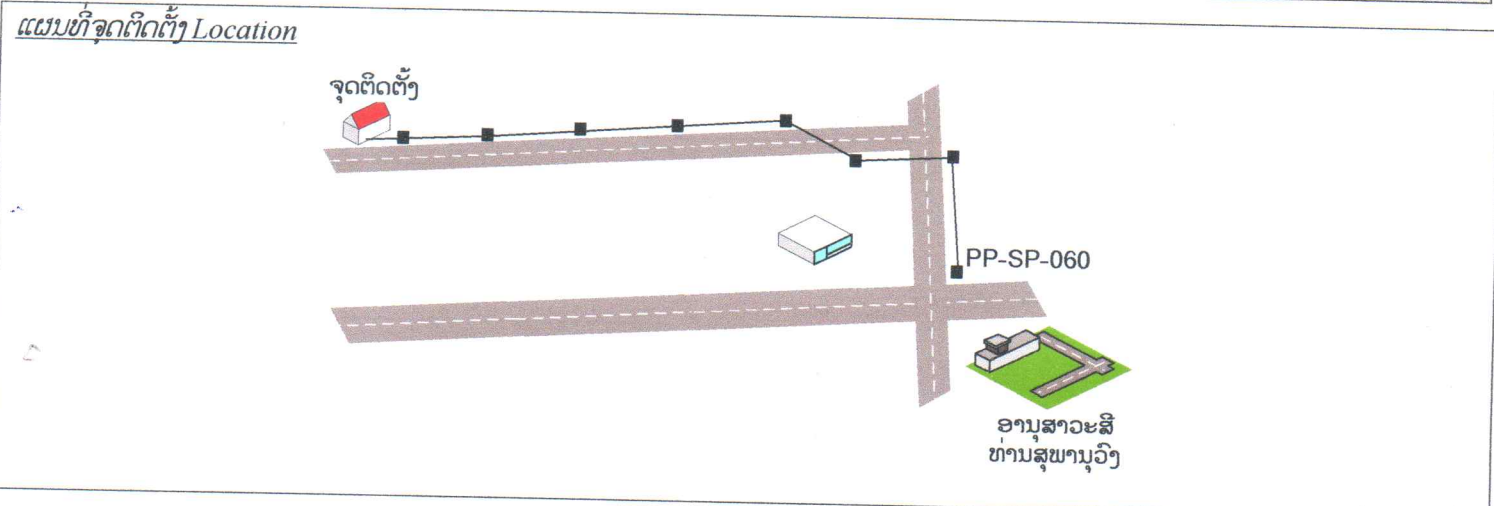 ແຜນທີ່ຈຸດຕິດຕັ້ງ Location
ຈຸດຕິດຕັ້ງ
PP-SP-060
ອານຸສາວະລີ
ທ່ານສຸພານຸວົງ